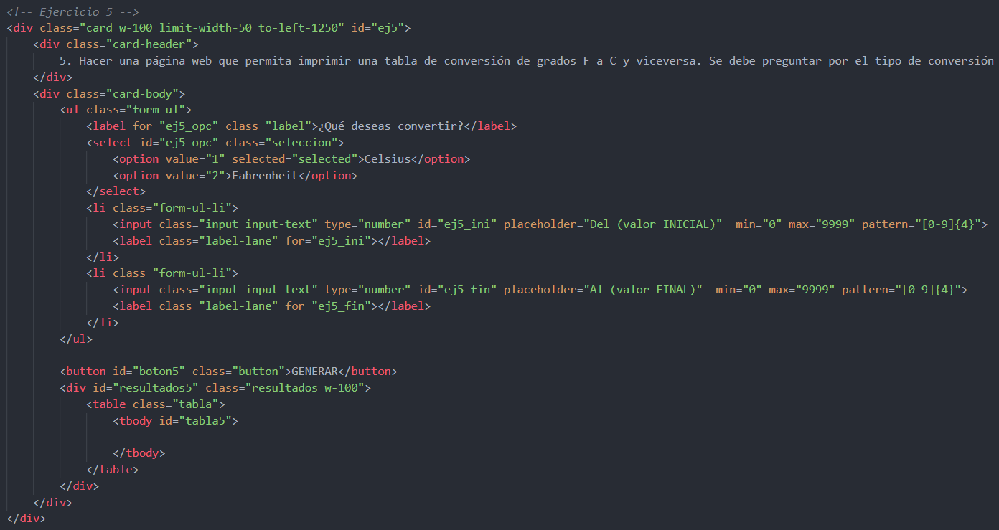 <!-- Ejercicio 5 -->
<div class="card w-100 limit-width-50 to-left-1250" id="ej5">
    <div class="card-header">
        5. Hacer una página web que permita imprimir una tabla de conversión de grados F a C y viceversa. Se debe preguntar por el tipo de conversión
    </div>
    <div class="card-body">
        <ul class="form-ul">
            <label for="ej5_opc" class="label">¿Qué deseas convertir?</label>
            <select id="ej5_opc" class="seleccion">
                <option value="1" selected="selected">Celsius</option>
                <option value="2">Fahrenheit</option>
            </select>
            <li class="form-ul-li">
                <input class="input input-text" type="number" id="ej5_ini" placeholder="Del (valor INICIAL)"  min="0" max="9999" pattern="[0-9]{4}">
                <label class="label-lane" for="ej5_ini"></label>
            </li>
            <li class="form-ul-li">
                <input class="input input-text" type="number" id="ej5_fin" placeholder="Al (valor FINAL)"  min="0" max="9999" pattern="[0-9]{4}">
                <label class="label-lane" for="ej5_fin"></label>
            </li>
        </ul>

        <button id="boton5" class="button">GENERAR</button>
        <div id="resultados5" class="resultados w-100">
            <table class="tabla">
                <tbody id="tabla5">

                </tbody>
            </table>
        </div>
    </div>
</div>